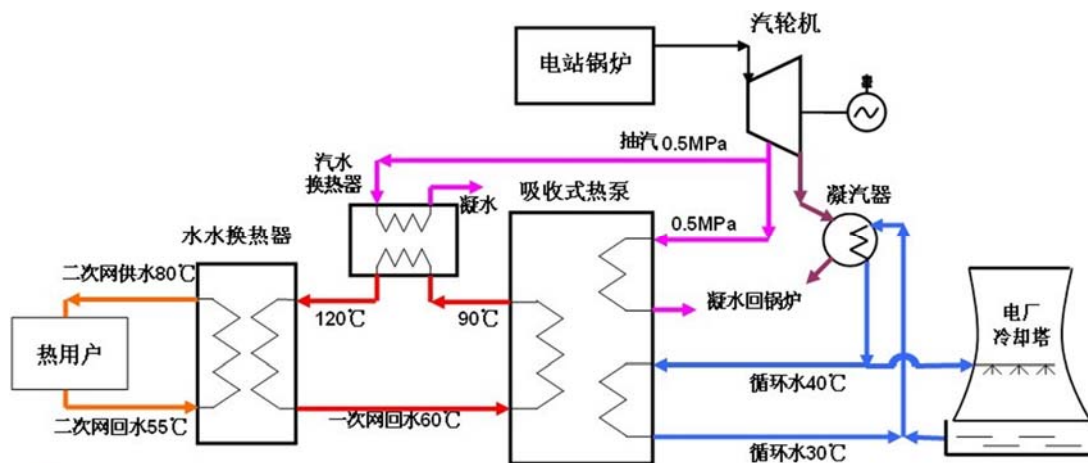 汽轮机
电站锅炉
抽汽 0.5MPa
汽水
换热器
凝水
吸收式热泵
凝汽器
0.5MPa
水水换热器
二次网供水80℃
120℃
90℃
凝水回锅炉
电厂
冷却塔
热用户
循环水40℃
二次网回水55℃
一次网回水60℃
循环水30℃